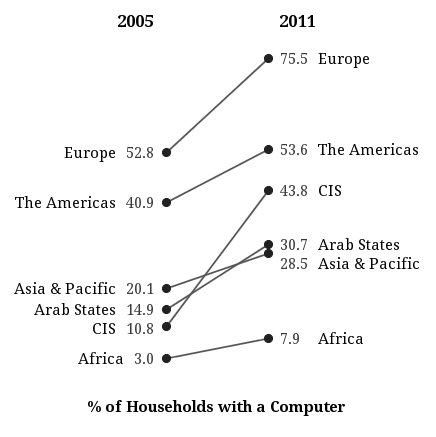 2005 2011
75.5 Europe
Europe 52.8
53.6 The Americas
The Americas 40.9
43.8 CIS
30.7 Arab States
28.5 Asia & Pacific
Asia & Pacific 20.1
Arab States 14.9
CIS 10.8
7.9 Africa
Africa 3.0
% of Households with a Computer